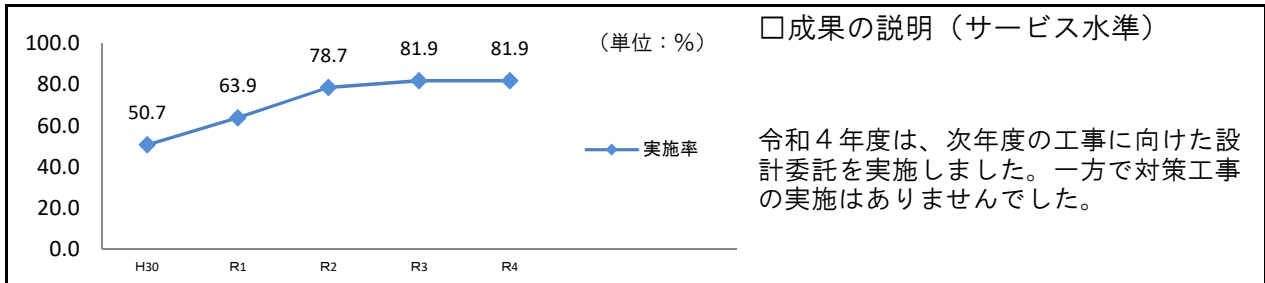 100.0
80.0
60.0
40.0
20.0
0.0
50.7
63.9
78.7
81.9
81.9
(単位:%)
H30
R1
R2
R3
R4
実施率
□成果の説明(サービス水準)
令和4年度は、次年度の工事に向けた設
計委託を実施しました。一方で対策工事
の実施はありませんでした。